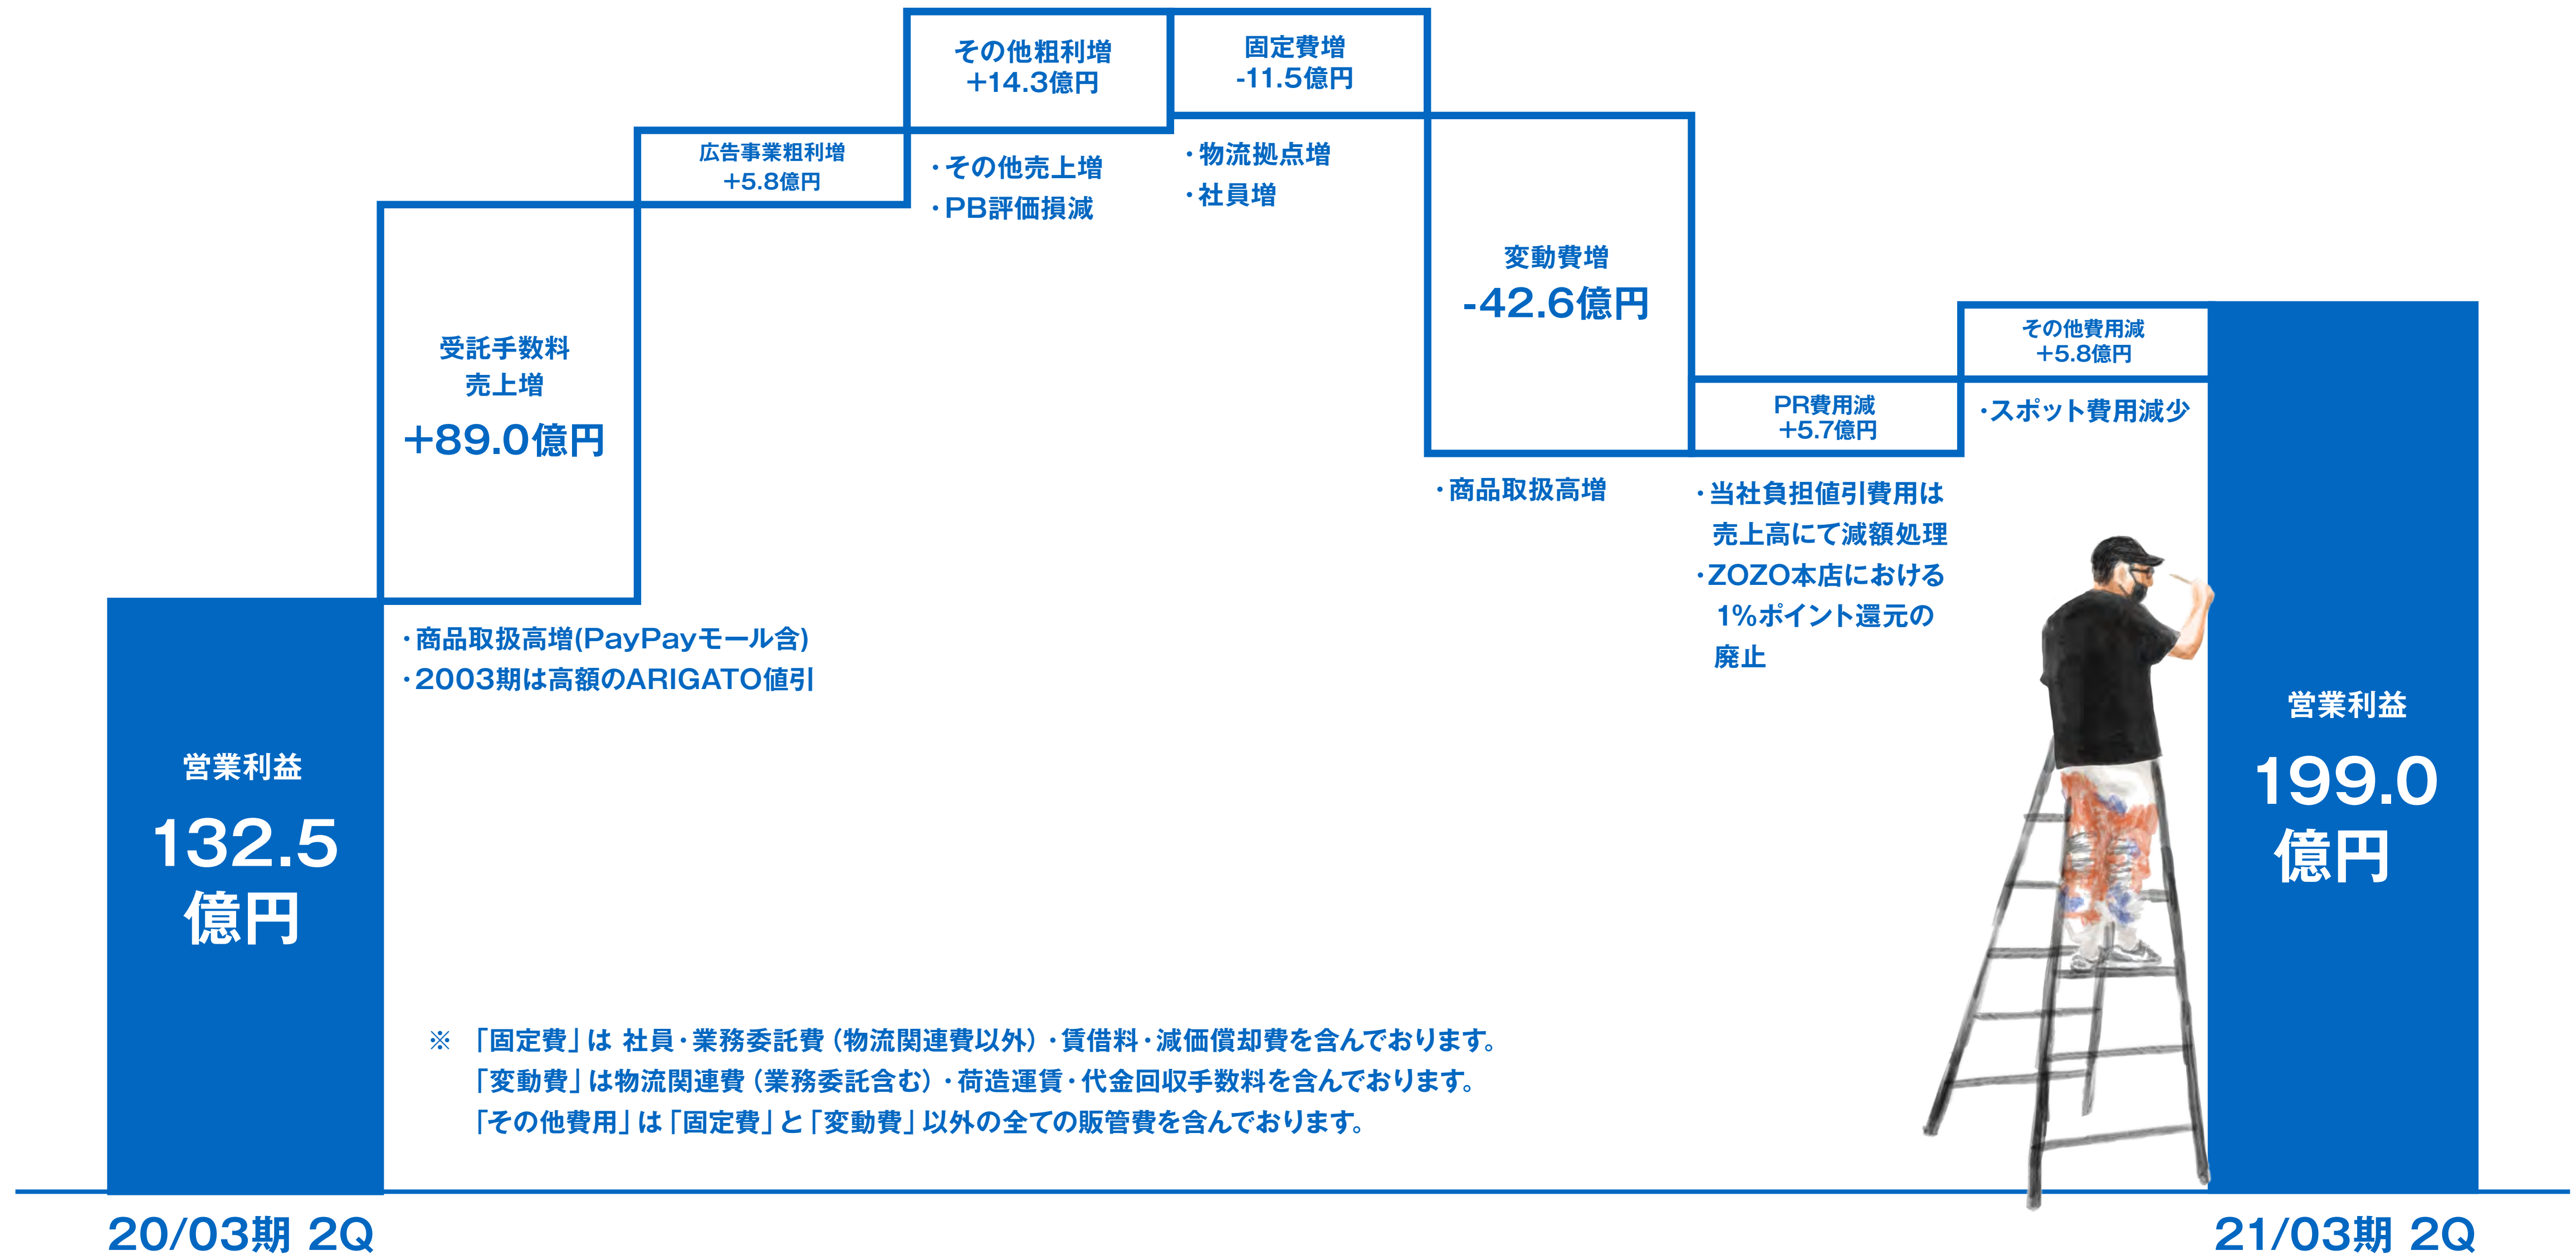 その他粗利増
+14.3億円
固定費増
-11.5億円
広告事業粗利増
+5.8億円
・その他売上増
・PB評価損減
・物流拠点増
・社員増
変動費増
-42.6億円
受託手数料
売上増
+89.0億円
その他費用減
+5.8億円
PR費用減
+5.7億円
・スポット費用減少
・商品取扱高増
・当社負担値引費用は
売上高にて減額処理
・ZOZO本店における
1%ポイント還元の
廃止
・商品取扱高増(PayPayモール含)
・2003期は高額のARIGATO値引
営業利益
132.5
億円
営業利益
199.0
億円
※ 「固定費」は 社員・業務委託費（物流関連費以外）・賃借料・減価償却費を含んでおります。
「変動費」は物流関連費（業務委託含む）・荷造運賃・代金回収手数料を含んでおります。
「その他費用」は「固定費」と「変動費」以外の全ての販管費を含んでおります。
20/03期 2Q
21/03期 2Q